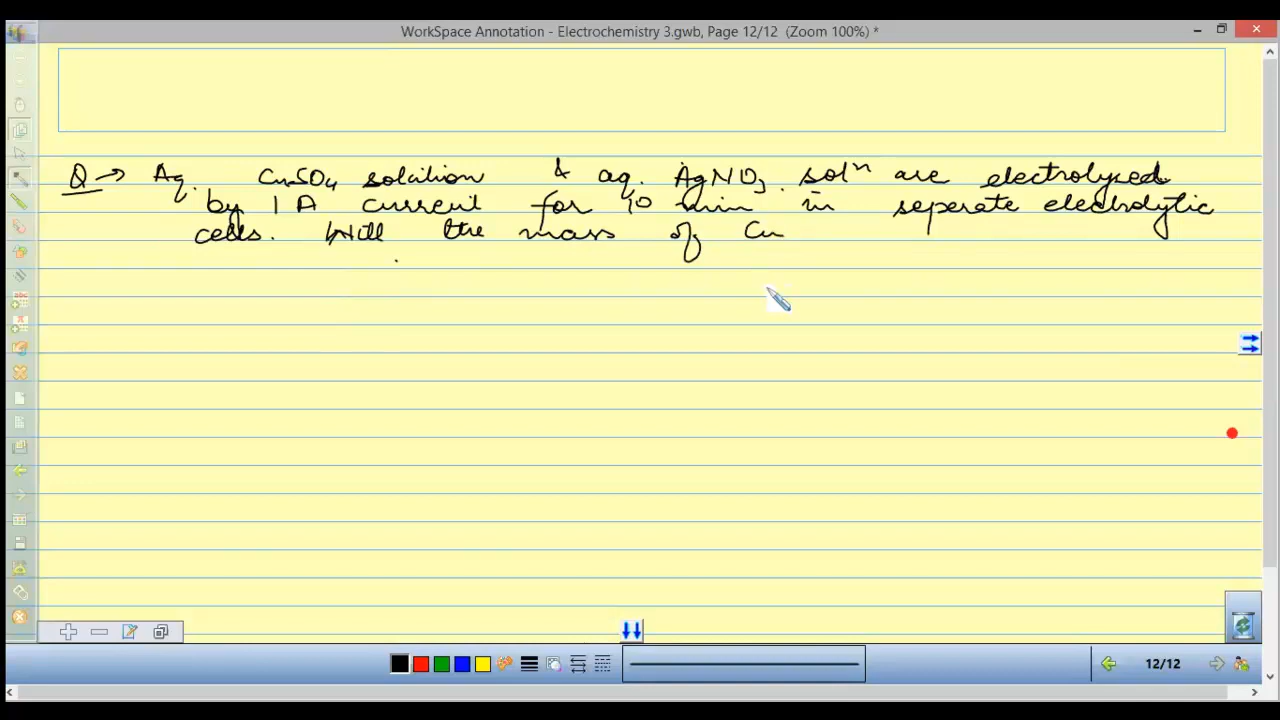 WorkSpace Annotation - Electrochemistry 3.gwb, Page 12/12 (Zoom 100%) *
Q → Aq. CuSO4 solution & aq. AgNO3. solⁿ are electrolysed
by 1 A current for 10 min in seperate electrolytic
cells. Will the mass of Cu
12/12